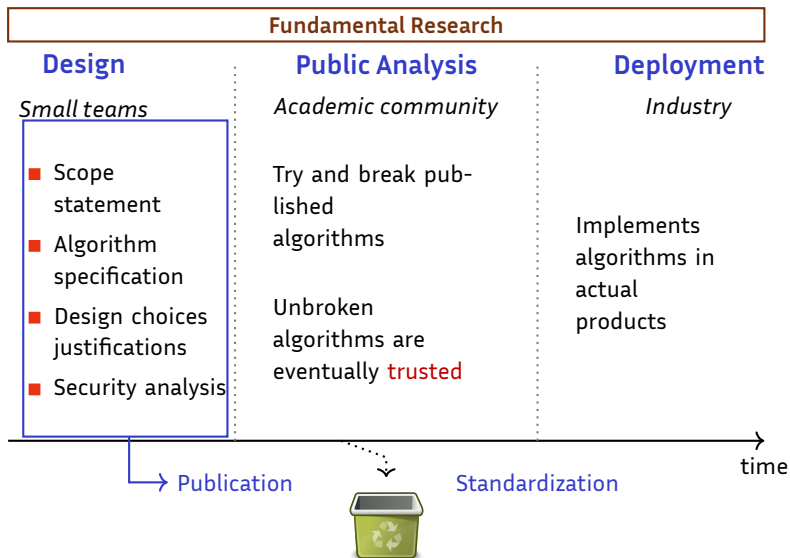 Fundamental Research
Design
Small teams
Scope
statement
Algorithm
specification
Design choices
justifications
Security analysis
Public Analysis
Academic community
Try and break pub-
lished
algorithms
Unbroken
algorithms are
eventually trusted
Deployment
Industry
Implements
algorithms in
actual
products
time
Publication
Standardization